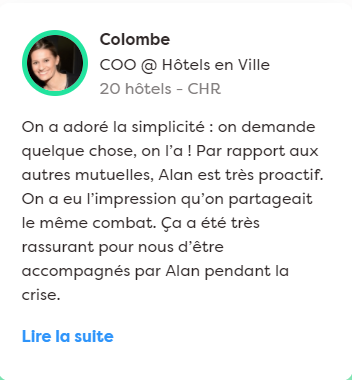 Colombe
COO @ Hôtels en Ville
20 hôtels - CHR
On a adoré la simplicité : on demande
quelque chose, on l’a ! Par rapport aux
autres mutuelles, Alan est très proactif.
On a eu l’impression qu’on partageait
le même combat. Ça a été très
rassurant pour nous d’être
accompagnés par Alan pendant la
crise.
Lire la suite